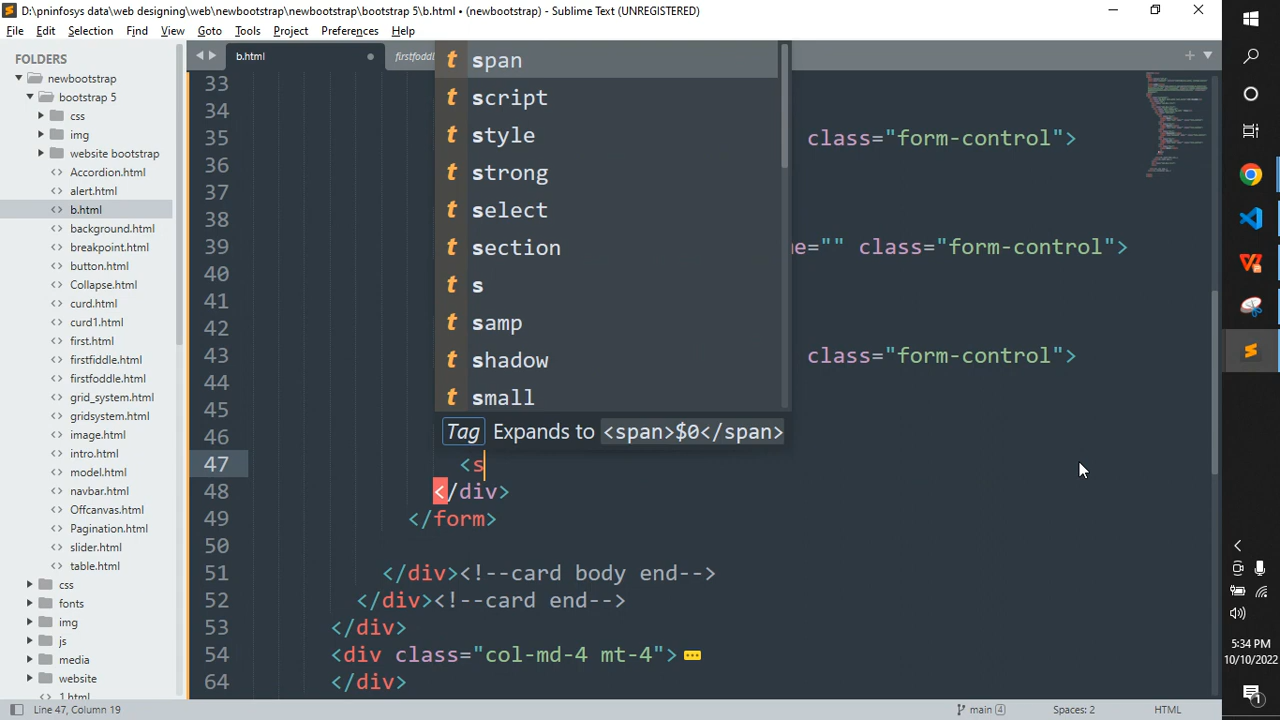 D:\pninfosys data\web designing\web\newbootstrap\newbootstrap\bootstrap 5\b.html • (newbootstrap) - Sublime Text (UNREGISTERED)
File Edit Selection Find View Goto Tools Project Preferences Help
FOLDERS
newbootstrap
bootstrap 5
css
img
website bootstrap
Accordion.html
alert.html
b.html
background.html
breakpoint.html
button.html
Collapse.html
curd.html
curd1.html
first.html
firstfiddle.html
firstfoddle.html
grid_system.html
gridsystem.html
image.html
intro.html
model.html
navbar.html
Offcanvas.html
Pagination.html
slider.html
table.html
css
fonts
img
js
media
website
1.html
b.html
firstfoddl
33
34
35 class="form-control">
36
37
38
39 e="" class="form-control">
40
41
42
43 class="form-control">
44
45
46
47 <s
48 </div>
49 </form>
50
51 </div><!--card body end-->
52 </div><!--card end-->
53 </div>
54 <div class="col-md-4 mt-4">
64 </div>
t span
t script
t style
t strong
t select
t section
t s
t samp
t shadow
t small
Tag Expands to <span>$0</span>
Line 47, Column 19
main 4
Spaces: 2
HTML
5:34 PM
10/10/2022
1